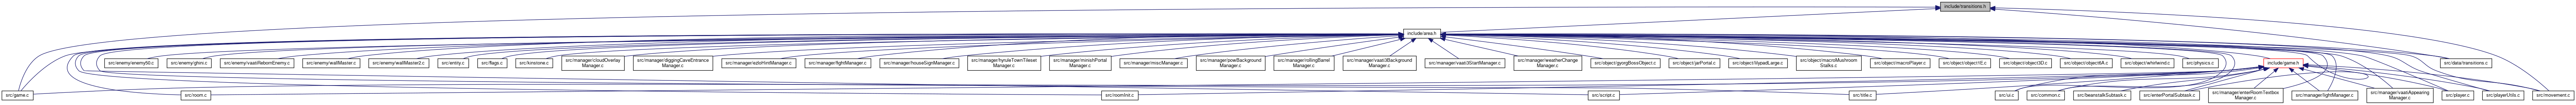 include/transitions.h
include/area.h
src/enemy/enemy50.c
src/enemy/ghini.c
src/enemy/vaatiRebornEnemy.c
src/enemy/wallMaster.c
src/enemy/wallMaster2.c
src/entity.c
src/flags.c
src/kinstone.c
src/manager/cloudOverlay
Manager.c
src/manager/diggingCaveEntrance
Manager.c
src/manager/ezloHintManager.c
src/manager/fightManager.c
src/manager/houseSignManager.c
src/manager/hyruleTownTileset
Manager.c
src/manager/minishPortal
Manager.c
src/manager/miscManager.c
src/manager/powBackground
Manager.c
src/manager/rollingBarrel
Manager.c
src/manager/vaati3Background
Manager.c
src/manager/vaati3StartManager.c
src/manager/weatherChange
Manager.c
src/object/gyorgBossObject.c
src/object/jarPortal.c
src/object/lilypadLarge.c
src/object/macroMushroom
Stalks.c
src/object/macroPlayer.c
src/object/object1E.c
src/object/object3D.c
src/object/object8A.c
src/object/whirlwind.c
src/physics.c
include/game.h
src/data/transitions.c
src/game.c
src/room.c
src/roomInit.c
src/script.c
src/title.c
src/ui.c
src/common.c
src/beanstalkSubtask.c
src/enterPortalSubtask.c
src/manager/enterRoomTextbox
Manager.c
src/manager/lightManager.c
src/manager/vaatiAppearing
Manager.c
src/player.c
src/playerUtils.c
src/movement.c